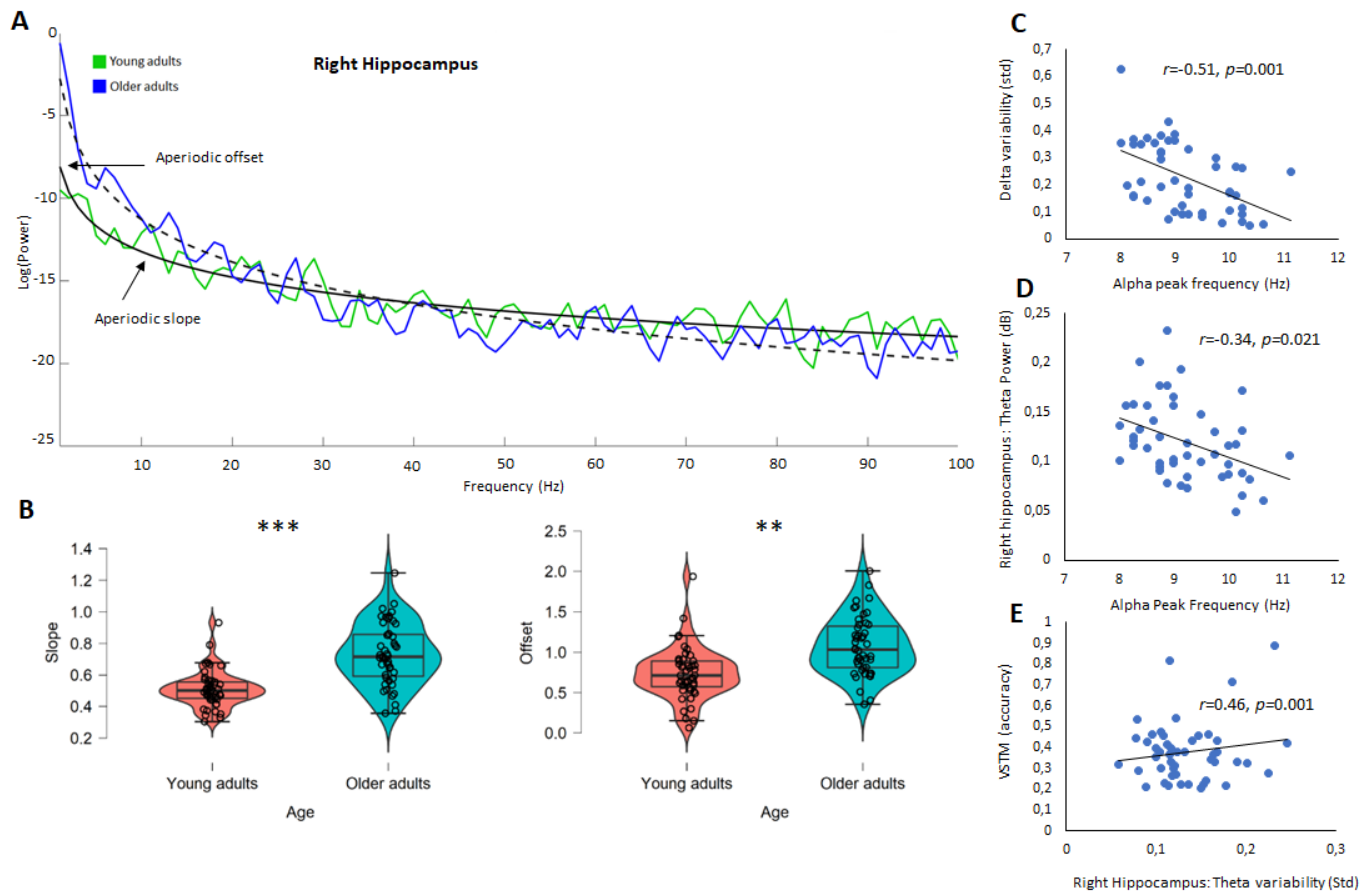 A
0
-5
-10
-15
-20
-25
Log(Power)
Young adults
Older adults
Right Hippocampus
Aperiodic offset
Aperiodic slope
10 20 30 40 50 60 70 80 90 100
Frequency (Hz)
B
***
1.4
1.2
1.0
0.8
0.6
0.4
0.2
Slope
Young adults Older adults
Age
**
2.5
2.0
1.5
1.0
0.5
0.0
Offset
Young adults Older adults
Age
C
0,7
0,6
0,5
0,4
0,3
0,2
0,1
0
Delta variability (std)
r=-0.51, p=0.001
7 8 9 10 11 12
Alpha peak frequency (Hz)
D
0,25
0,2
0,15
0,1
0,05
0
Right hippocampus : Theta Power (dB)
r=-0.34, p=0.021
7 8 9 10 11 12
Alpha Peak Frequency (Hz)
E
1
0,9
0,8
0,7
0,6
0,5
0,4
0,3
0,2
0,1
0
VSTM (accuracy)
r=0.46, p=0.001
0 0,1 0,2 0,3
Right Hippocampus: Theta variability (Std)